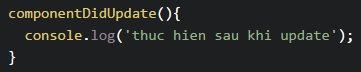 componentDidUpdate(){
  console.log('thuc hien sau khi update');
}